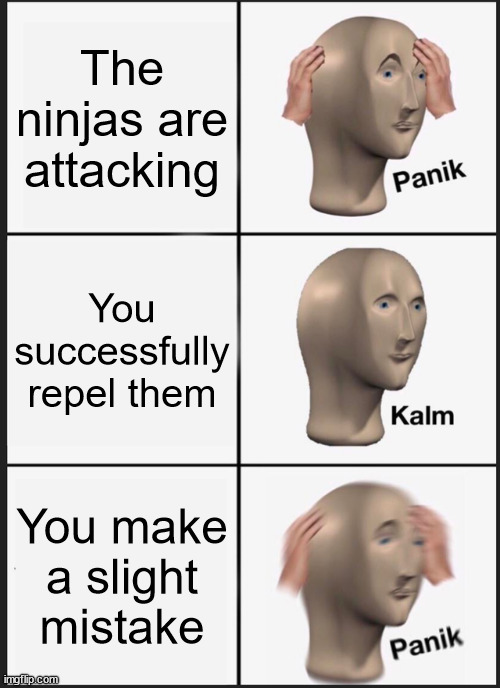 The
ninjas are
attacking
Panik
You
successfully
repel them
Kalm
You make
a slight
mistake
Panik
imgflip.com